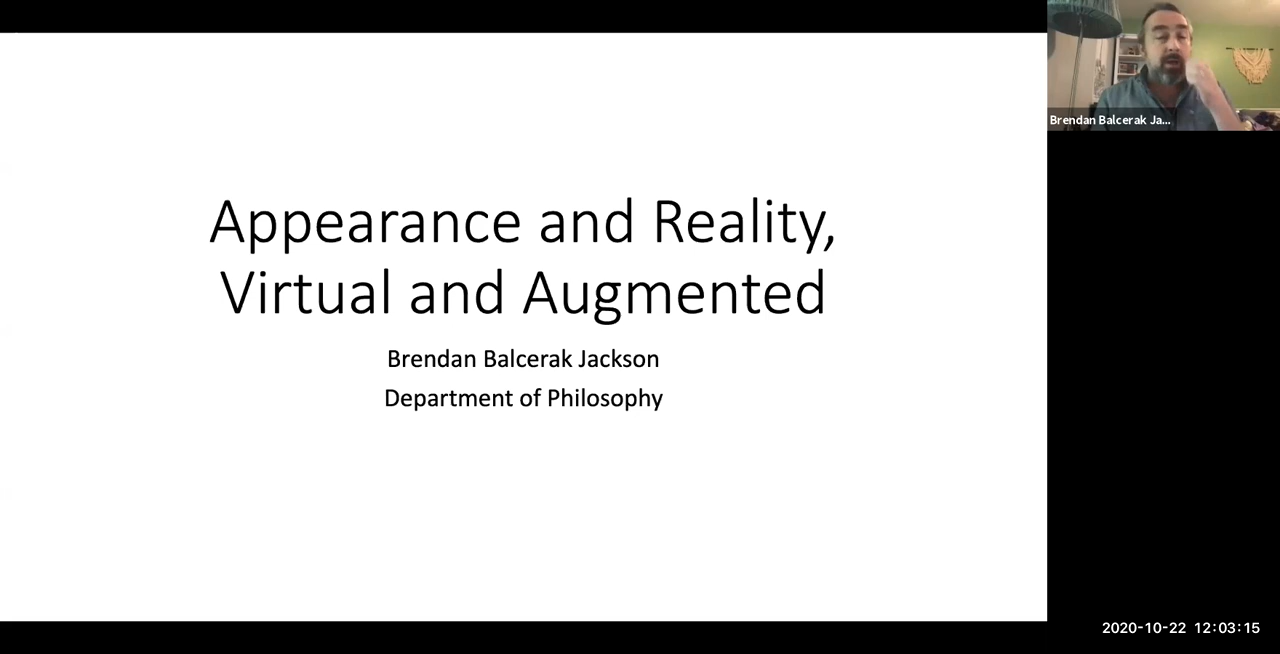 Appearance and Reality,
Virtual and Augmented
Brendan Balcerak Jackson
Department of Philosophy
Brendan Balcerak Ja...
2020-10-22 12:03:15